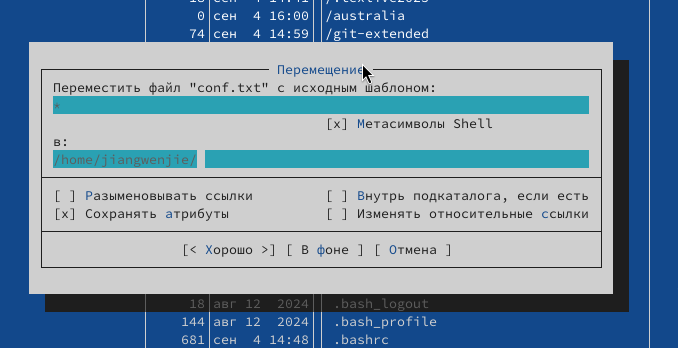 0 сен 4 16:00 /australia
74 сен 4 14:59 /git-extended
Перемещение
Переместить файл "conf.txt" с исходным шаблоном:
*
[x] Метасимволы Shell
в:
/home/jiangwenjie/
[ ] Разыменовывать ссылки [ ] Внутрь подкаталога, если есть
[x] Сохранять атрибуты [ ] Изменять относительные ссылки
[< Хорошо >] [ В фоне ] [ Отмена ]
18 авг 12 2024 .bash_logout
144 авг 12 2024 .bash_profile
681 сен 4 14:48 .bashrc